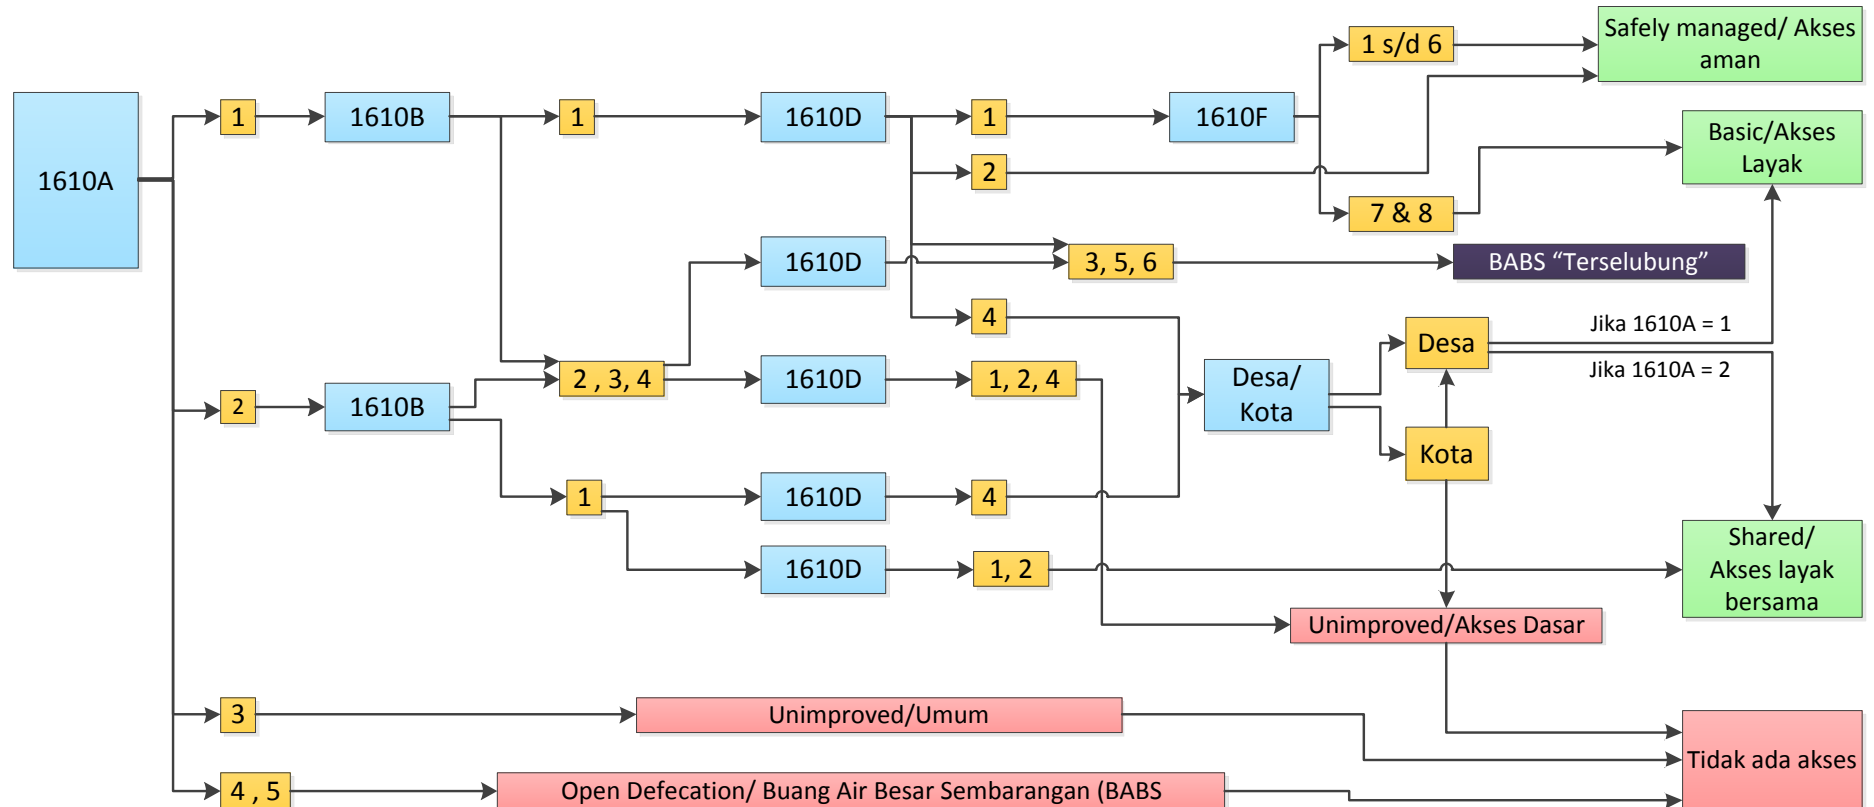 1 s/d 6
Safely managed/ Akses
aman
1610A
1
1610B
1
1610D
1
1610F
Basic/Akses
Layak
2
7 & 8
1610D
3, 5, 6
BABS “Terselubung”
4
Jika 1610A = 1
Desa
Jika 1610A = 2
2 , 3, 4
1610D
1, 2, 4
Desa/
Kota
2
1610B
Kota
1
1610D
4
1610D
1, 2
Shared/
Akses layak
bersama
Unimproved/Akses Dasar
3
Unimproved/Umum
Tidak ada akses
4 , 5
Open Defecation/ Buang Air Besar Sembarangan (BABS